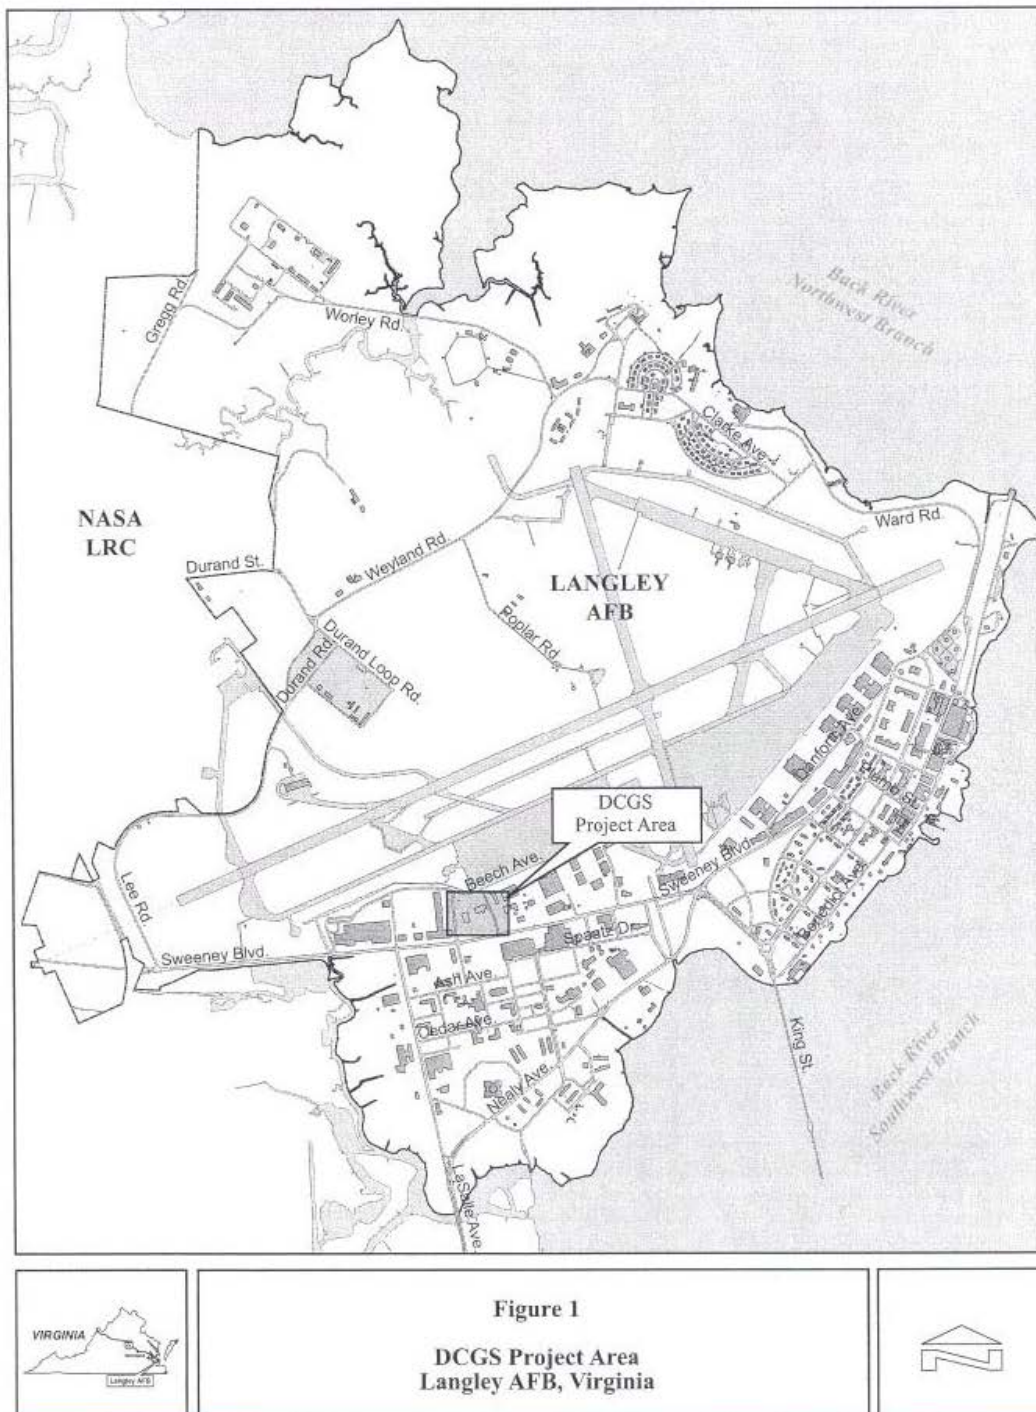 Back River
Northwest Branch
Gregg Rd.
Worley Rd.
Clarke Ave.
Ward Rd.
NASA
LRC
Durand St.
Weyland Rd.
LANGLEY
AFB
Poplar Rd.
Durand Loop Rd.
Durand Rd.
Danforth Ave.
DCGS
Project Area
Beech Ave.
Sweeney Blvd.
Benedict Ave.
Lee Rd.
Sweeney Blvd.
Spaatz Dr.
Ash Ave.
Cedar Ave.
King St.
Back River
Southwest Branch
Nealy Ave.
LaSalle Ave.
VIRGINIA
Langley AFB
Figure 1
DCGS Project Area
Langley AFB, Virginia
N